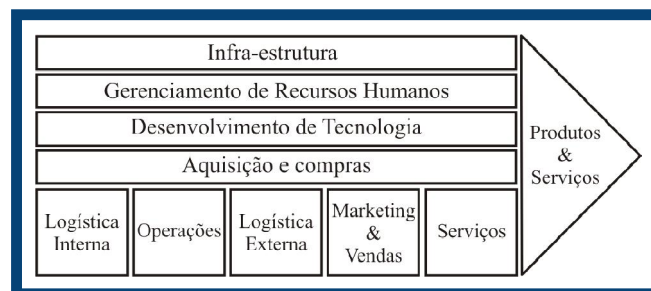 Infra-estrutura
Gerenciamento de Recursos Humanos
Desenvolvimento de Tecnologia
Aquisição e compras
Logística
Interna
Operações
Logística
Externa
Marketing
&
Vendas
Serviços
Produtos
&
Serviços